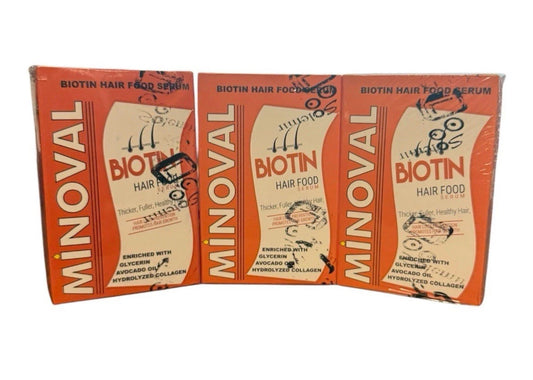 BIOTIN HAIR FOOD SERUM
MINOVAL
BIOTIN
HAIR FOOD
SERUM
Thicker, Fuller, Healthy Hair,
PROMOTES HAIR GROWTH
ENRICHED WITH
GLYCERIN
AVOCADO OIL
HYDROLYZED COLLAGEN
BIOTIN HAIR FOOD SERUM
MINOVAL
BIOTIN
HAIR FOOD
SERUM
Thicker, Fuller, Healthy Hair,
ENRICHED WITH
GLYCERIN
AVOCADO OIL
HYDROLYZED COLLAGEN
BIOTIN HAIR FOOD SERUM
MINOVAL
BIOTIN
HAIR FOOD
SERUM
Thicker, Fuller, Healthy Hair,
ENRICHED WITH
GLYCERIN
AVOCADO OIL
HYDROLYZED COLLAGEN